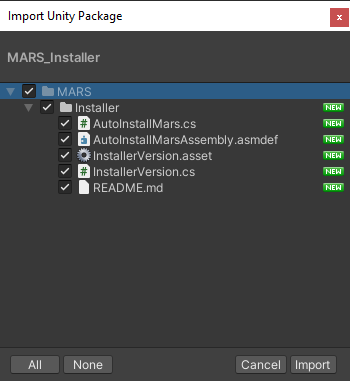 Import Unity Package
x
MARS_Installer
MARS
Installer NEW
# AutoInstallMars.cs NEW
AutoInstallMarsAssembly.asmdef NEW
InstallerVersion.asset NEW
# InstallerVersion.cs NEW
README.md NEW
All None Cancel Import